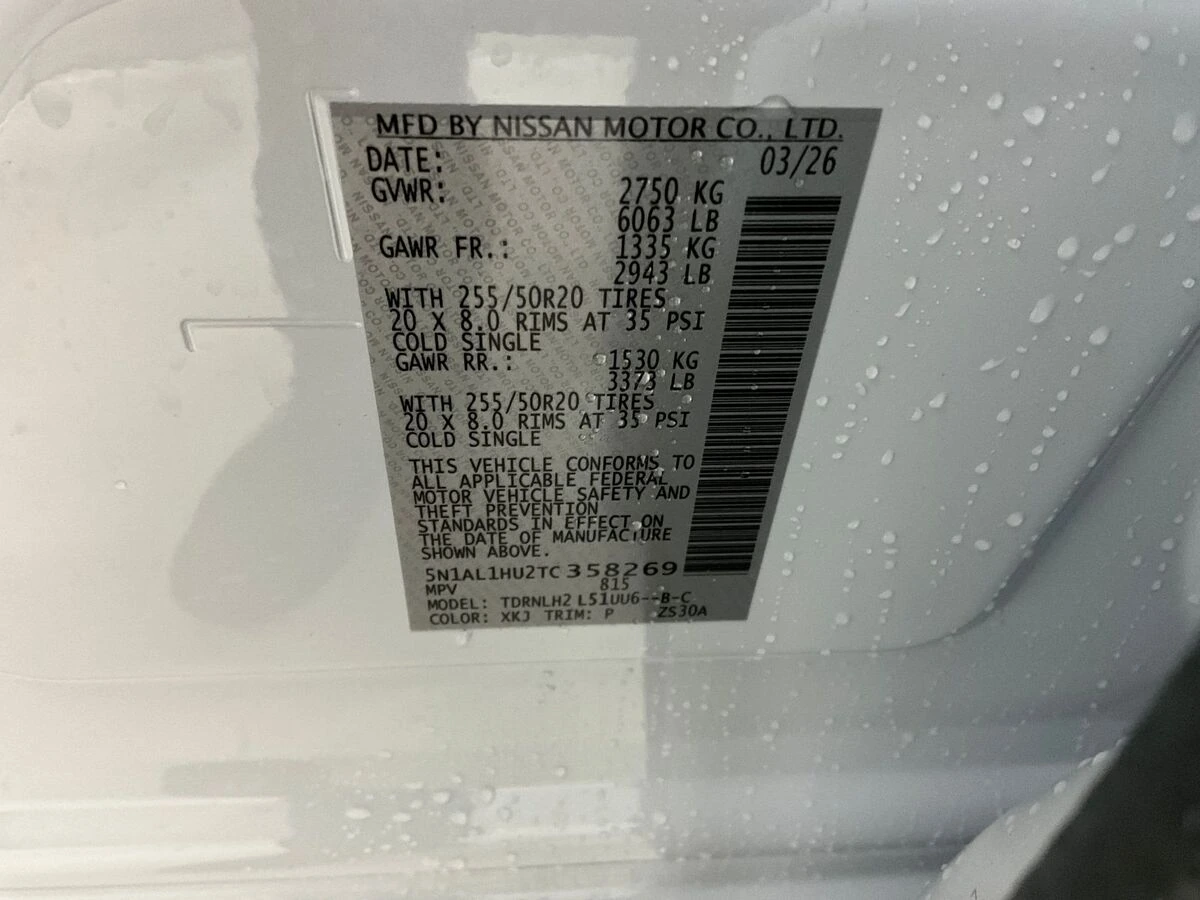 MFD BY NISSAN MOTOR CO., LTD.
DATE: 03/26
GVWR: 2750 KG
6063 LB
GAWR FR.: 1335 KG
2943 LB
WITH 255/50R20 TIRES
20 X 8.0 RIMS AT 35 PSI
COLD SINGLE
GAWR RR.: 1530 KG
3373 LB
WITH 255/50R20 TIRES
20 X 8.0 RIMS AT 35 PSI
COLD SINGLE
THIS VEHICLE CONFORMS TO
ALL APPLICABLE FEDERAL
MOTOR VEHICLE SAFETY AND
THEFT PREVENTION
STANDARDS IN EFFECT ON
THE DATE OF MANUFACTURE
SHOWN ABOVE.
5N1AL1HU2TC358269
MPV 815
MODEL: TDRNLH2 L51UU6--B-C
COLOR: XKJ TRIM: P ZS30A